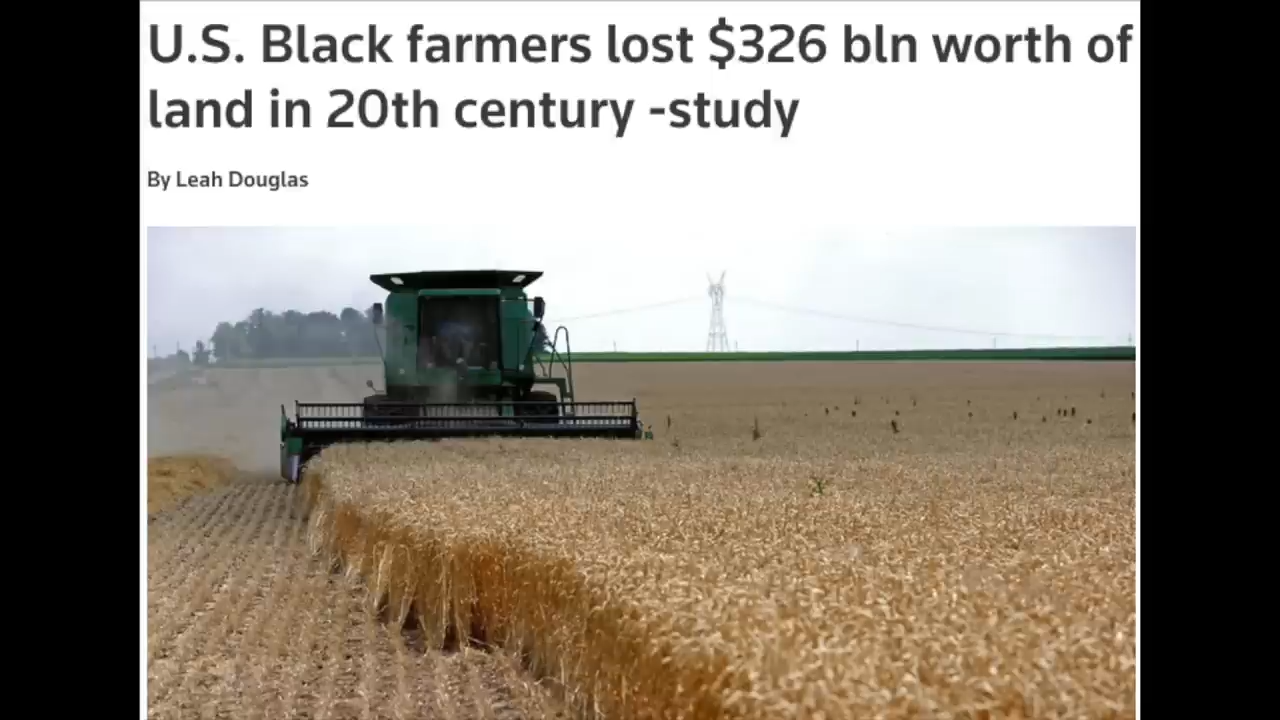 U.S. Black farmers lost $326 bln worth of
land in 20th century -study
By Leah Douglas